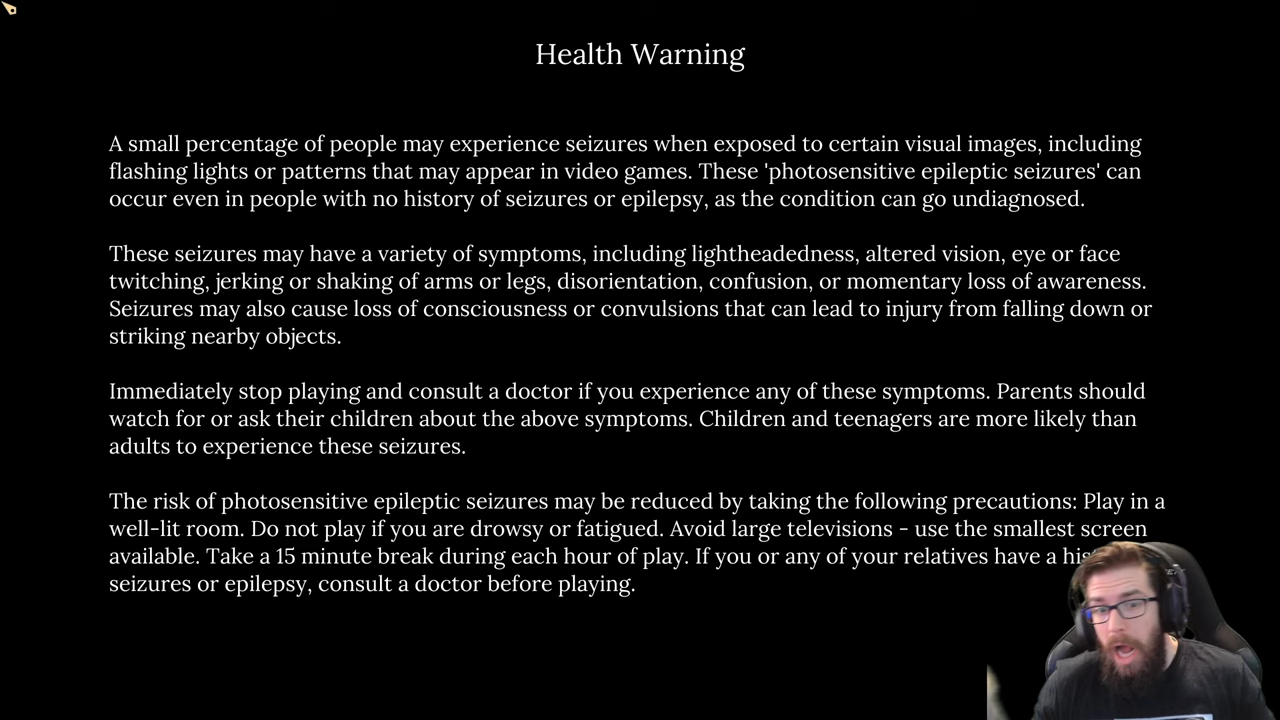 Health Warning
A small percentage of people may experience seizures when exposed to certain visual images, including
flashing lights or patterns that may appear in video games. These 'photosensitive epileptic seizures' can
occur even in people with no history of seizures or epilepsy, as the condition can go undiagnosed.
These seizures may have a variety of symptoms, including lightheadedness, altered vision, eye or face
twitching, jerking or shaking of arms or legs, disorientation, confusion, or momentary loss of awareness.
Seizures may also cause loss of consciousness or convulsions that can lead to injury from falling down or
striking nearby objects.
Immediately stop playing and consult a doctor if you experience any of these symptoms. Parents should
watch for or ask their children about the above symptoms. Children and teenagers are more likely than
adults to experience these seizures.
The risk of photosensitive epileptic seizures may be reduced by taking the following precautions: Play in a
well-lit room. Do not play if you are drowsy or fatigued. Avoid large televisions - use the smallest screen
available. Take a 15 minute break during each hour of play. If you or any of your relatives have a
seizures or epilepsy, consult a doctor before playing.